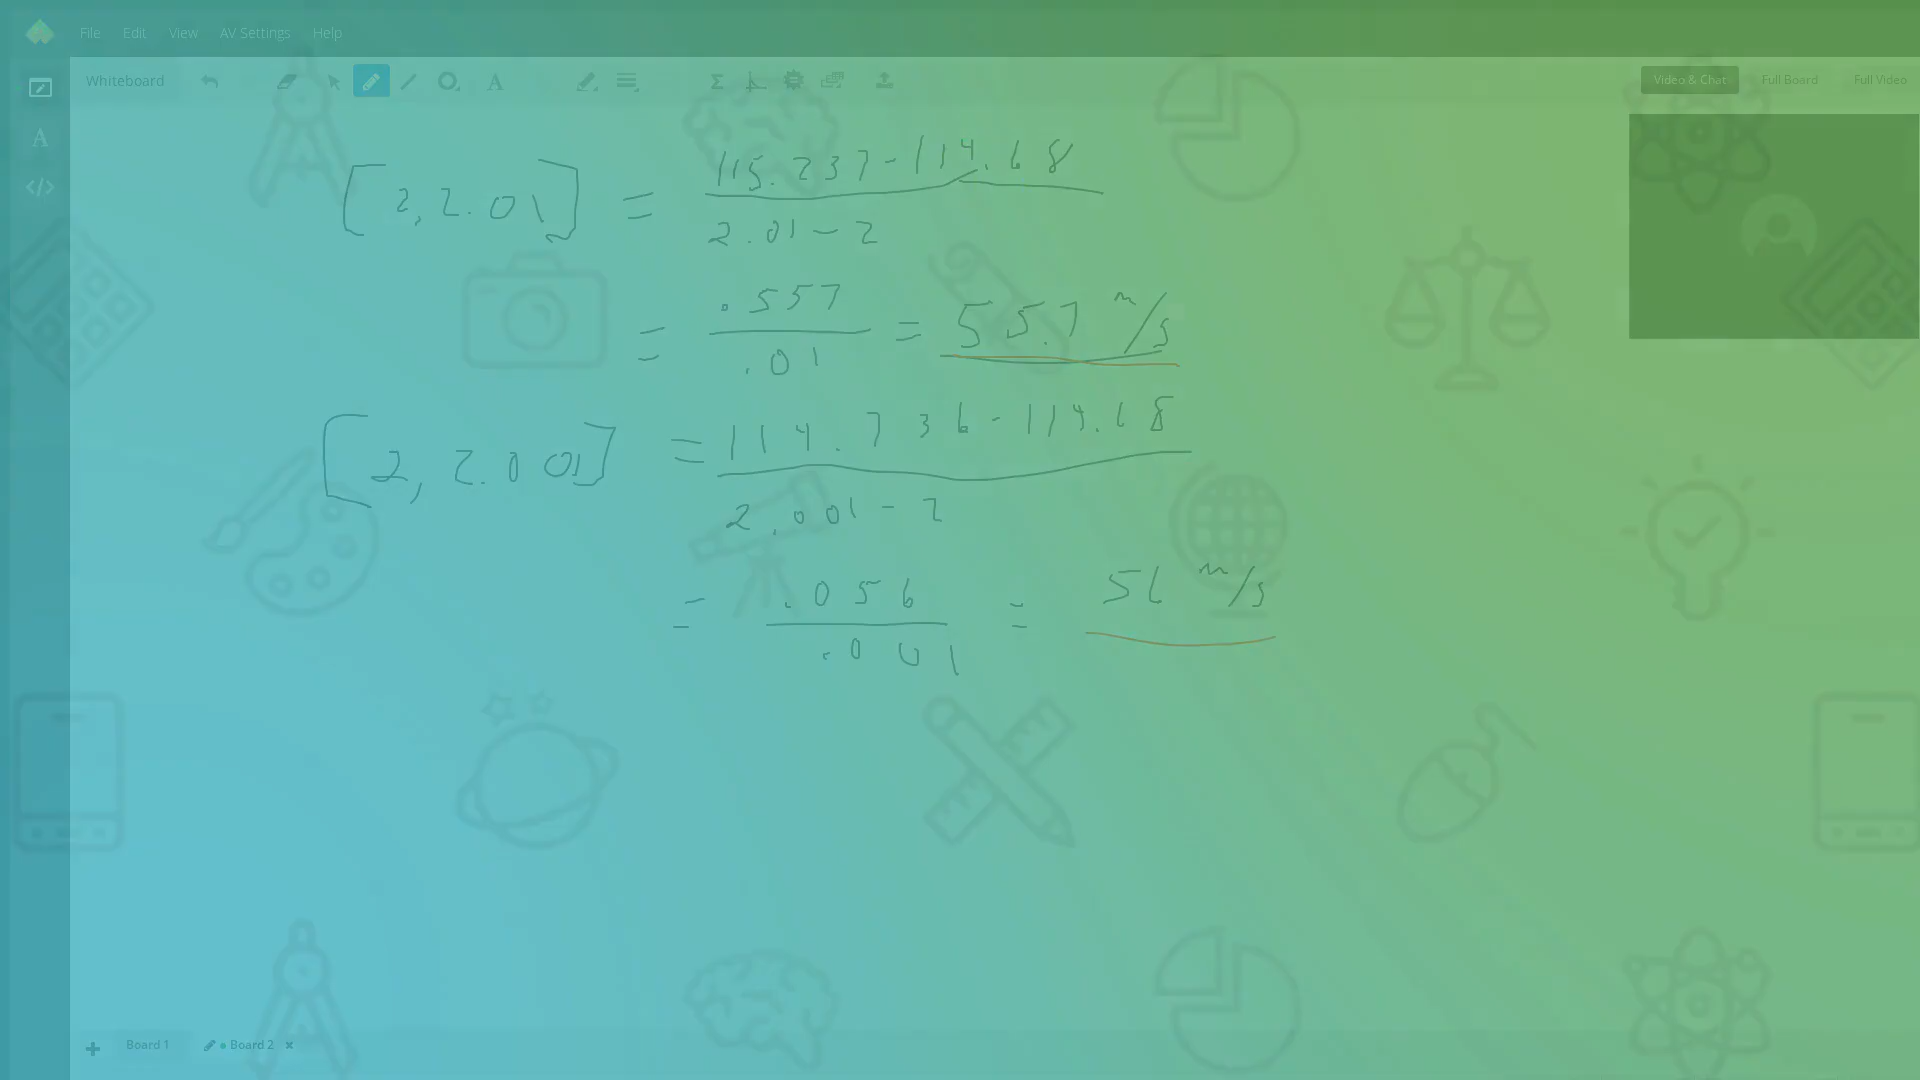 File Edit View AV Settings Help
Whiteboard A Σ Video & Chat Full Board Full Video
A
</>
[2, 2.01] = 115.237-114.68
2.01 - 2
= .557 / .01 = 55.7 m/s
[2, 2.001] = 114.736-114.68
2.001 - 2
= .056 / .001 = 56 m/s
+ Board 1 Board 2 ×